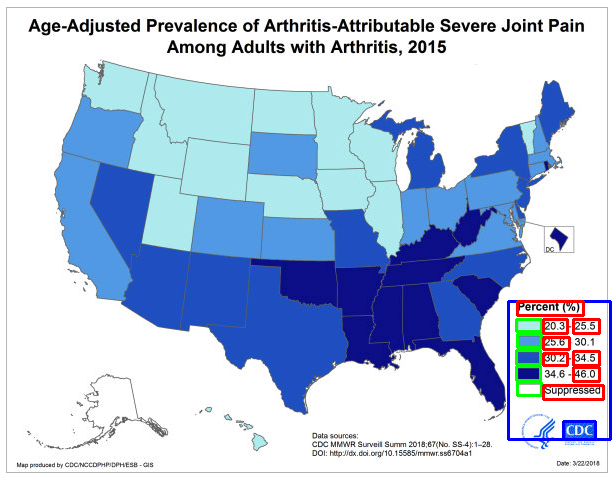 Age-Adjusted Prevalence of Arthritis-Attributable Severe Joint Pain
Among Adults with Arthritis, 2015
DC
Percent (%)
20.3 - 25.5
25.6 - 30.1
30.2 - 34.5
34.6 - 46.0
Suppressed
CDC
Data sources:
CDC MMWR Surveill Summ 2018;67(No. SS-4):1–28.
DOI: http://dx.doi.org/10.15585/mmwr.ss6704a1
Map produced by CDC/NCCDPHP/DPH/ESB - GIS
Date: 3/22/2018